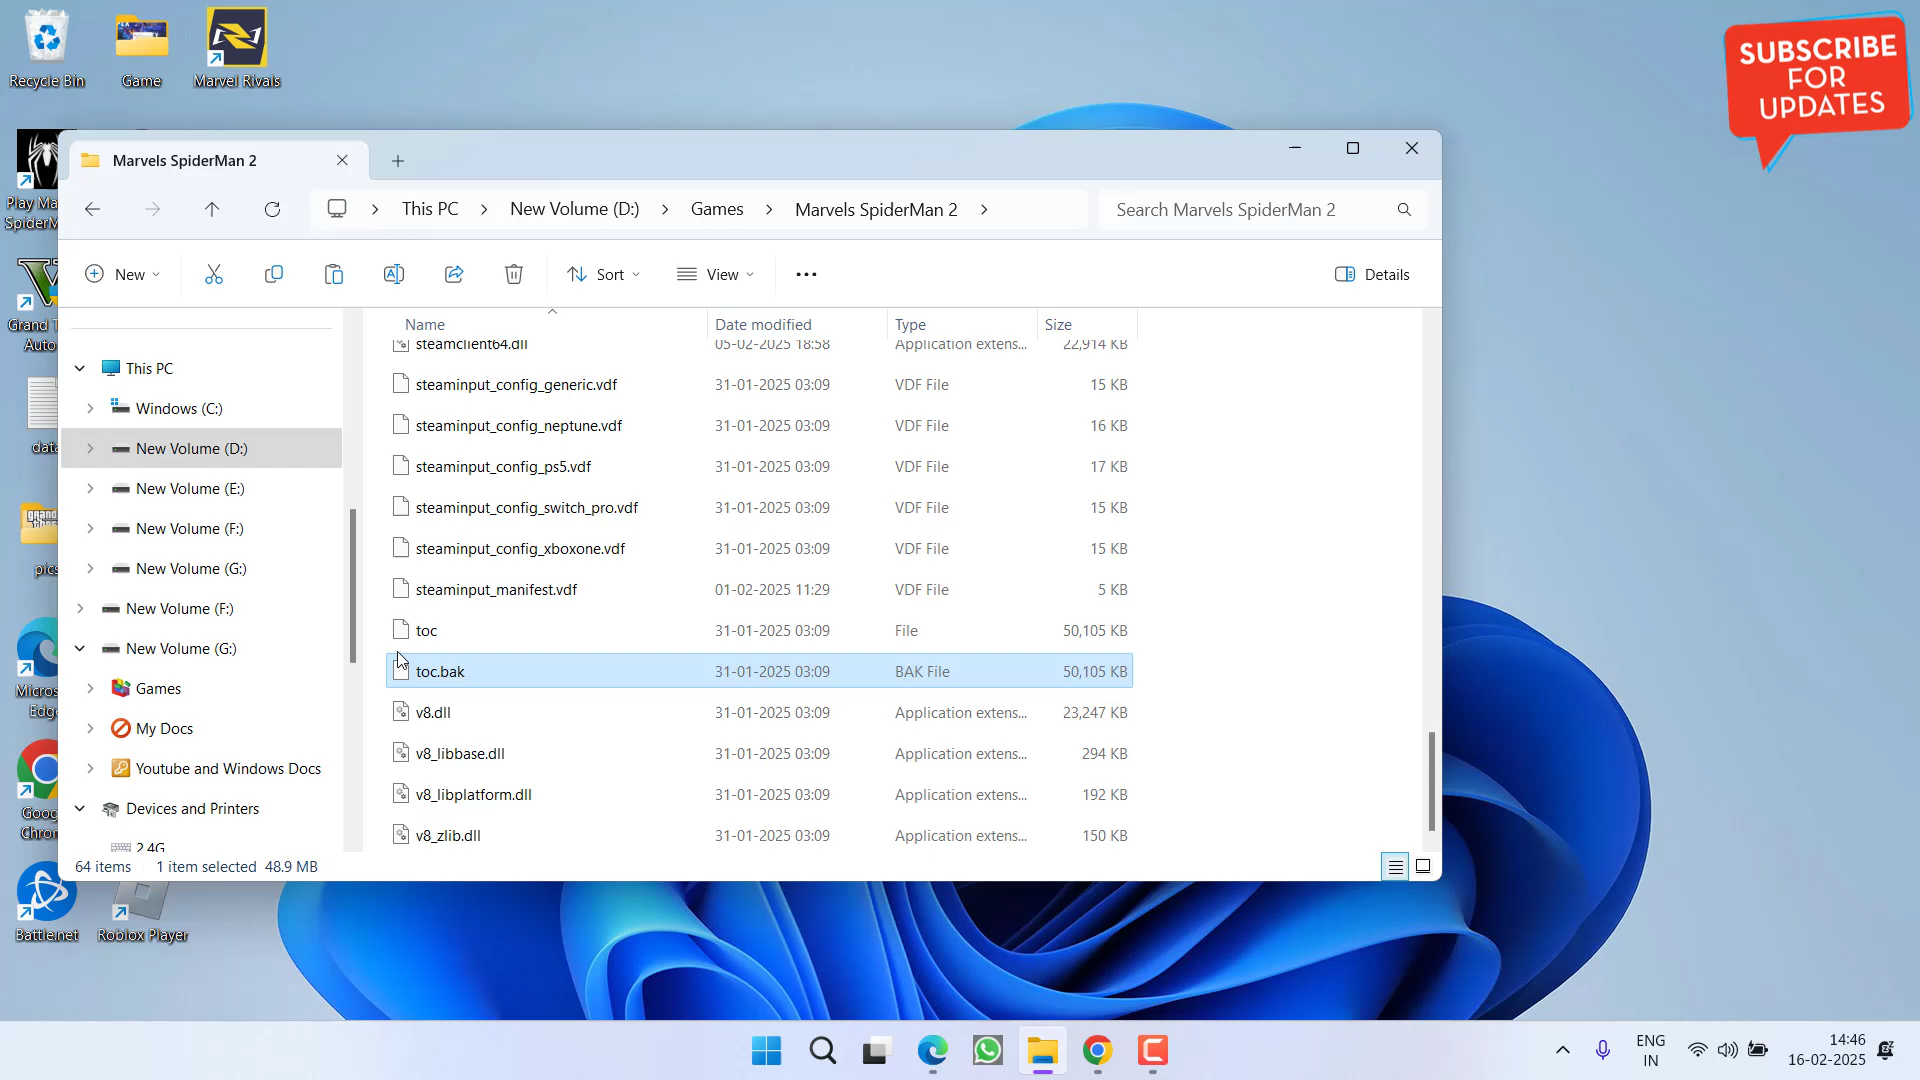 Recycle Bin
Game
Marvel Rivals
SUBSCRIBE
FOR
UPDATES
Play Ma
SpiderM
Grand T
Auto
data
pics
Micros
Edg
Goog
Chro
Battle.net
Roblox Player
Marvels SpiderMan 2
This PC
New Volume (D:)
Games
Marvels SpiderMan 2
Search Marvels SpiderMan 2
New
Sort
View
Details
This PC
Windows (C:)
New Volume (D:)
New Volume (E:)
New Volume (F:)
New Volume (G:)
New Volume (F:)
New Volume (G:)
Games
My Docs
Youtube and Windows Docs
Devices and Printers
2.4G
Name Date modified Type Size
steamclient64.dll 05-02-2025 18:58 Application extens... 22,914 KB
steaminput_config_generic.vdf 31-01-2025 03:09 VDF File 15 KB
steaminput_config_neptune.vdf 31-01-2025 03:09 VDF File 16 KB
steaminput_config_ps5.vdf 31-01-2025 03:09 VDF File 17 KB
steaminput_config_switch_pro.vdf 31-01-2025 03:09 VDF File 15 KB
steaminput_config_xboxone.vdf 31-01-2025 03:09 VDF File 15 KB
steaminput_manifest.vdf 01-02-2025 11:29 VDF File 5 KB
toc 31-01-2025 03:09 File 50,105 KB
toc.bak 31-01-2025 03:09 BAK File 50,105 KB
v8.dll 31-01-2025 03:09 Application extens... 23,247 KB
v8_libbase.dll 31-01-2025 03:09 Application extens... 294 KB
v8_libplatform.dll 31-01-2025 03:09 Application extens... 192 KB
v8_zlib.dll 31-01-2025 03:09 Application extens... 150 KB
64 items 1 item selected 48.9 MB
ENG
IN
14:46
16-02-2025